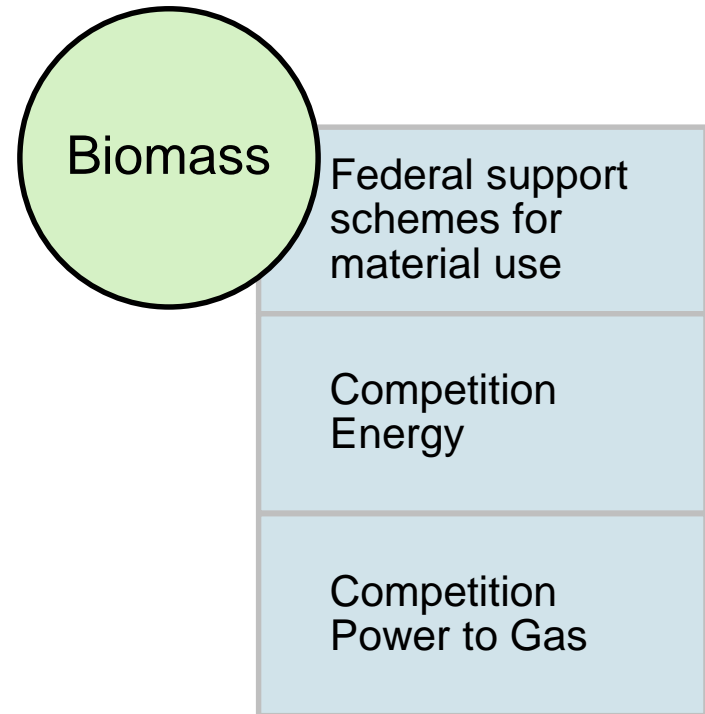 Biomass
Federal support
schemes for
material use
Competition
Energy
Competition
Power to Gas